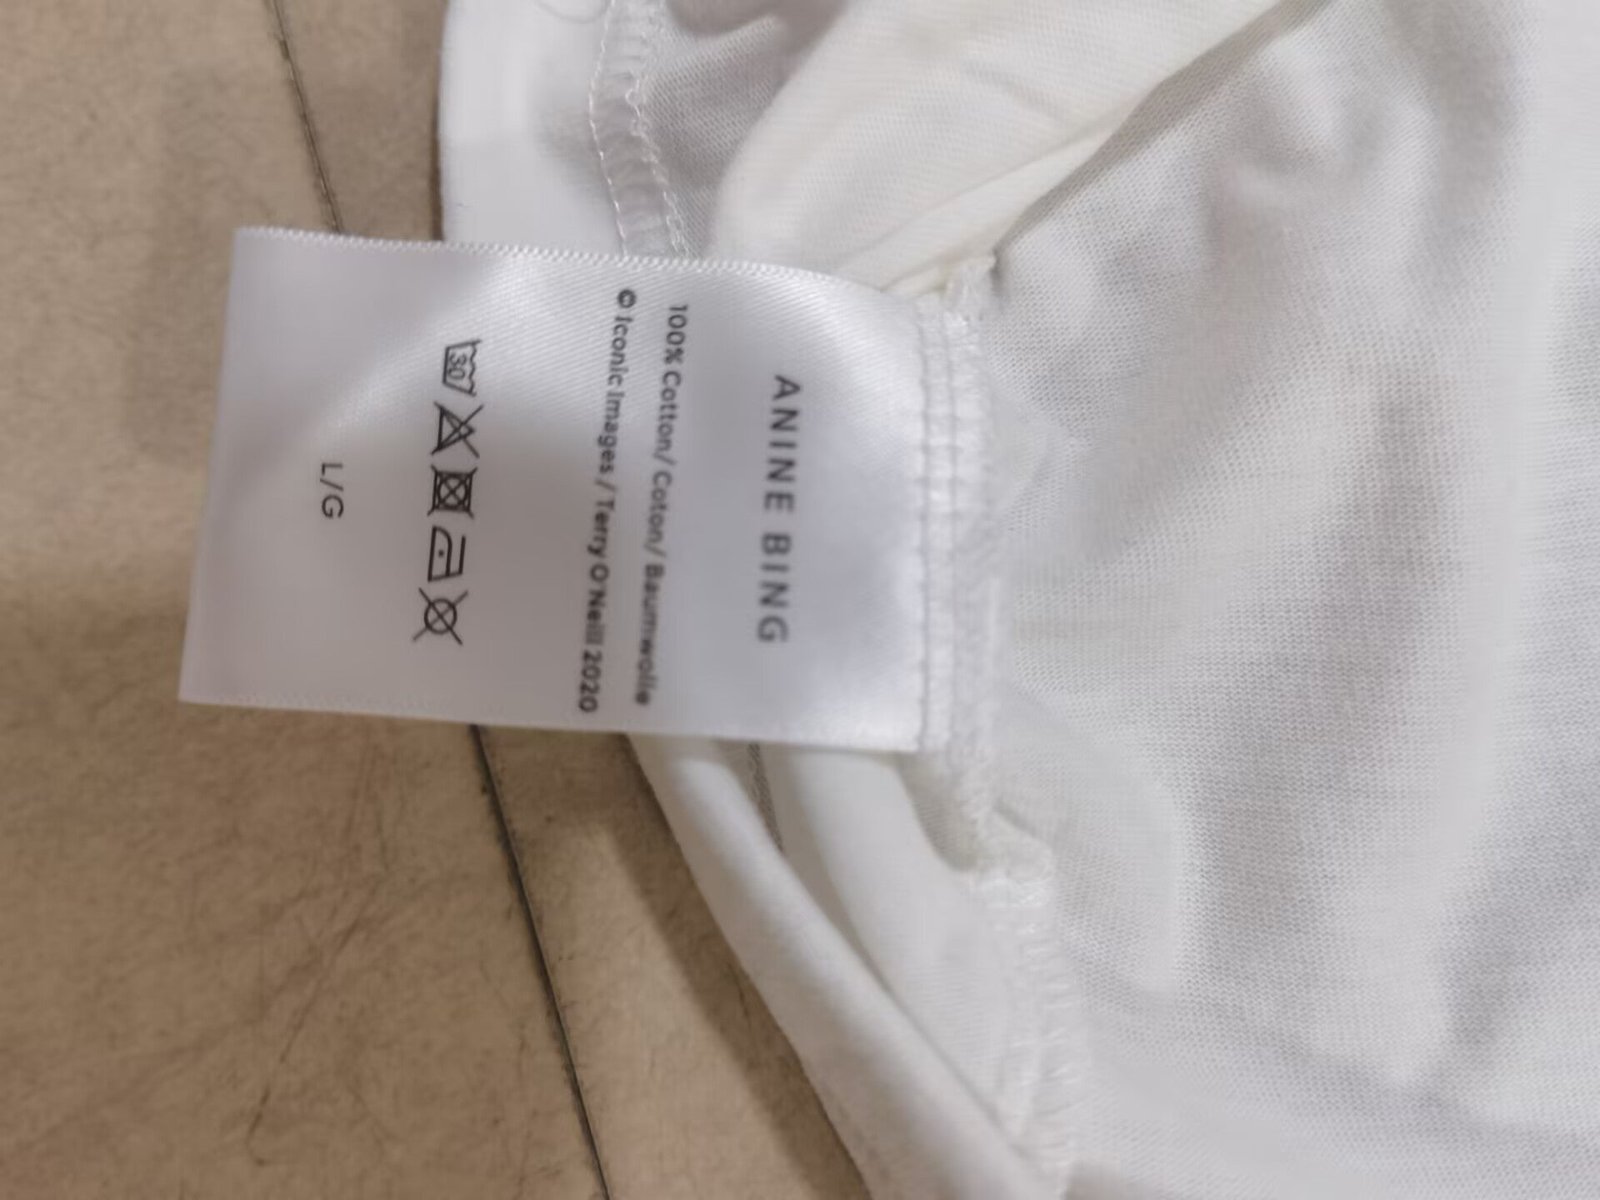 ANINE BING
100% Cotton/ Coton/ Baumwolle
© Iconic Images / Terry O'Neill 2020
30
L/G